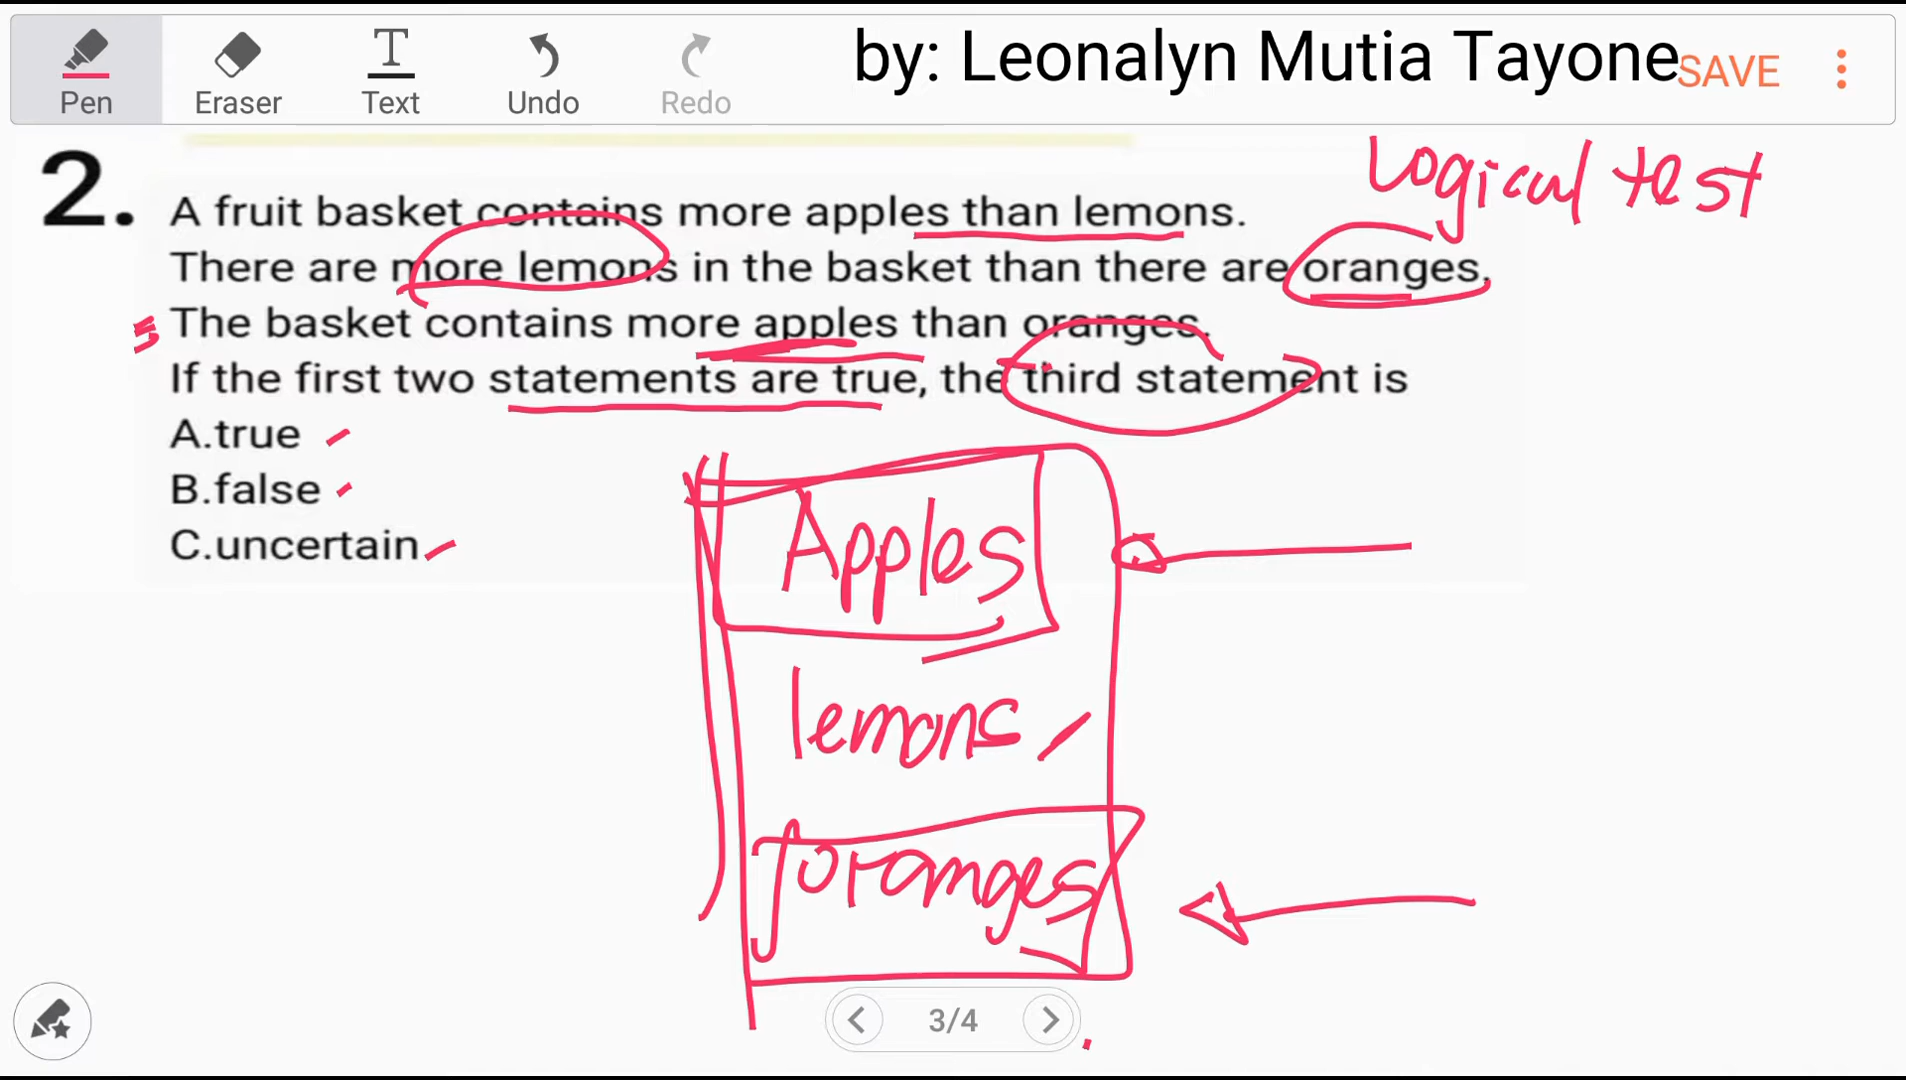 Pen
Eraser
Text
Undo
Redo
by: Leonalyn Mutia Tayone
SAVE
Logical test
2. A fruit basket contains more apples than lemons.
There are more lemons in the basket than there are oranges.
The basket contains more apples than oranges.
If the first two statements are true, the third statement is
A.true
B.false
C.uncertain
Apples
lemons
oranges
3/4